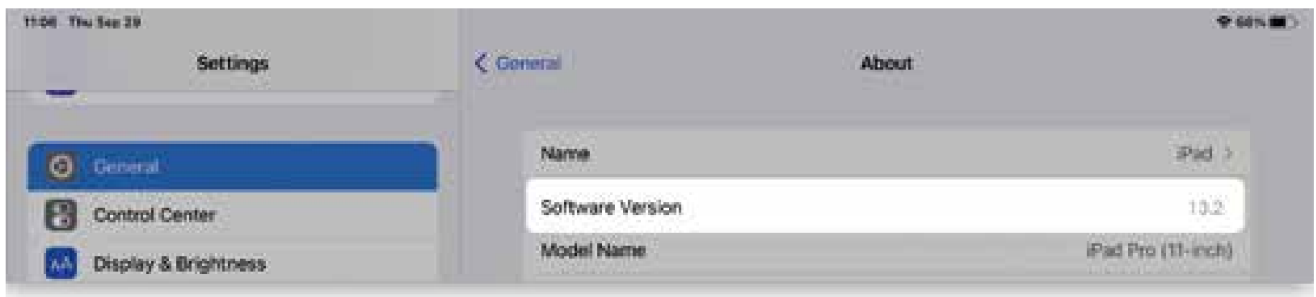 11:06 Thu Sep 29
68%
Settings
< General
About
General
Control Center
Display & Brightness
Name
iPad >
Software Version
13.2
Model Name
iPad Pro (11-inch)